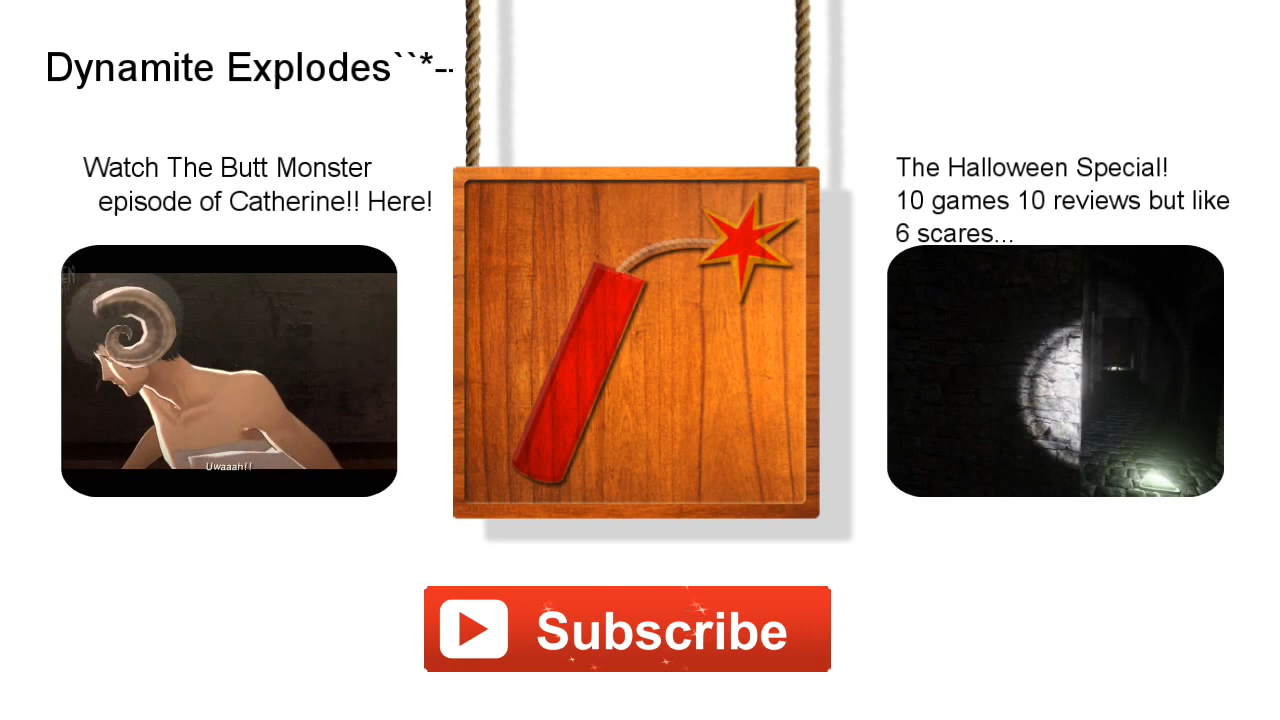 Dynamite Explodes``*--
Watch The Butt Monster
episode of Catherine!! Here!
The Halloween Special!
10 games 10 reviews but like
6 scares...
Uwaaah!!
Subscribe